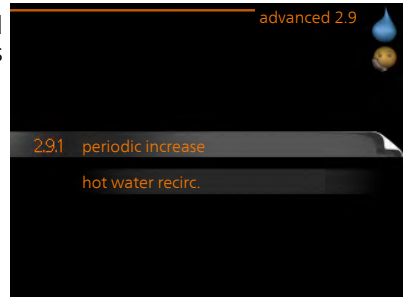 advanced 2.9
2.9.1 periodic increase
hot water recirc.